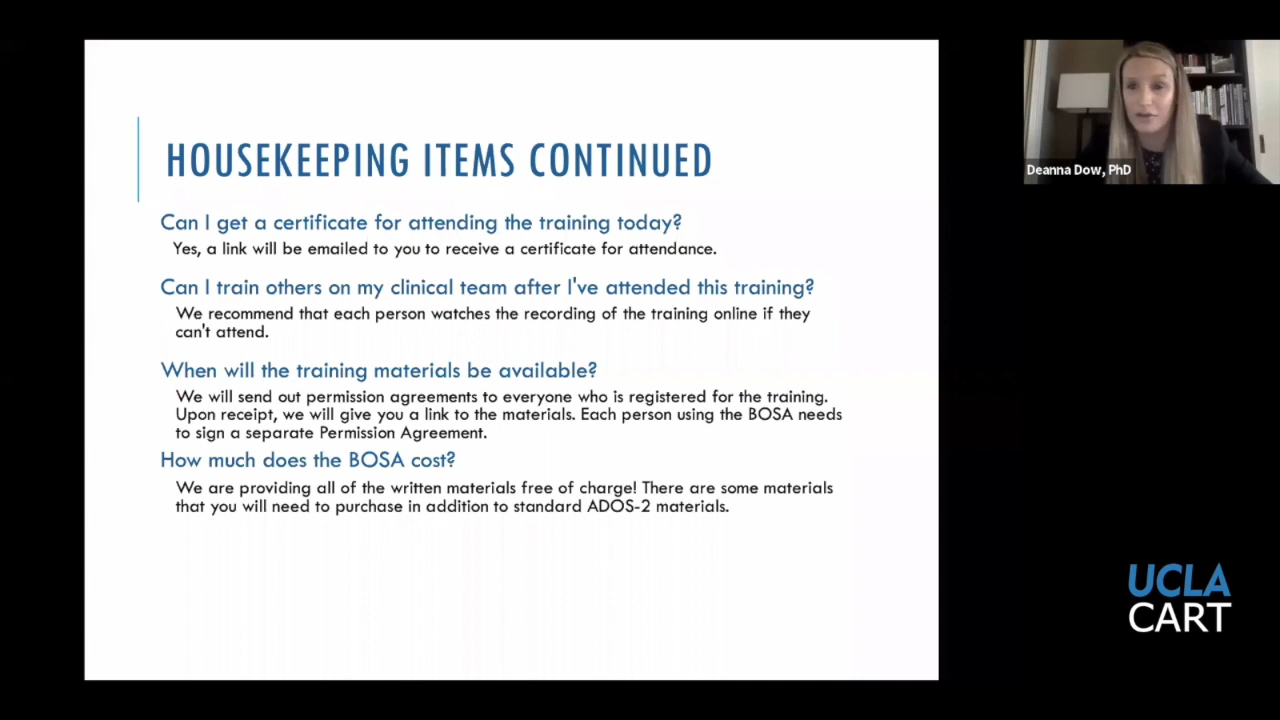 HOUSEKEEPING ITEMS CONTINUED
Can I get a certificate for attending the training today?
Yes, a link will be emailed to you to receive a certificate for attendance.
Can I train others on my clinical team after I've attended this training?
We recommend that each person watches the recording of the training online if they
can't attend.
When will the training materials be available?
We will send out permission agreements to everyone who is registered for the training.
Upon receipt, we will give you a link to the materials. Each person using the BOSA needs
to sign a separate Permission Agreement.
How much does the BOSA cost?
We are providing all of the written materials free of charge! There are some materials
that you will need to purchase in addition to standard ADOS-2 materials.
Deanna Dow, PhD
UCLA
CART